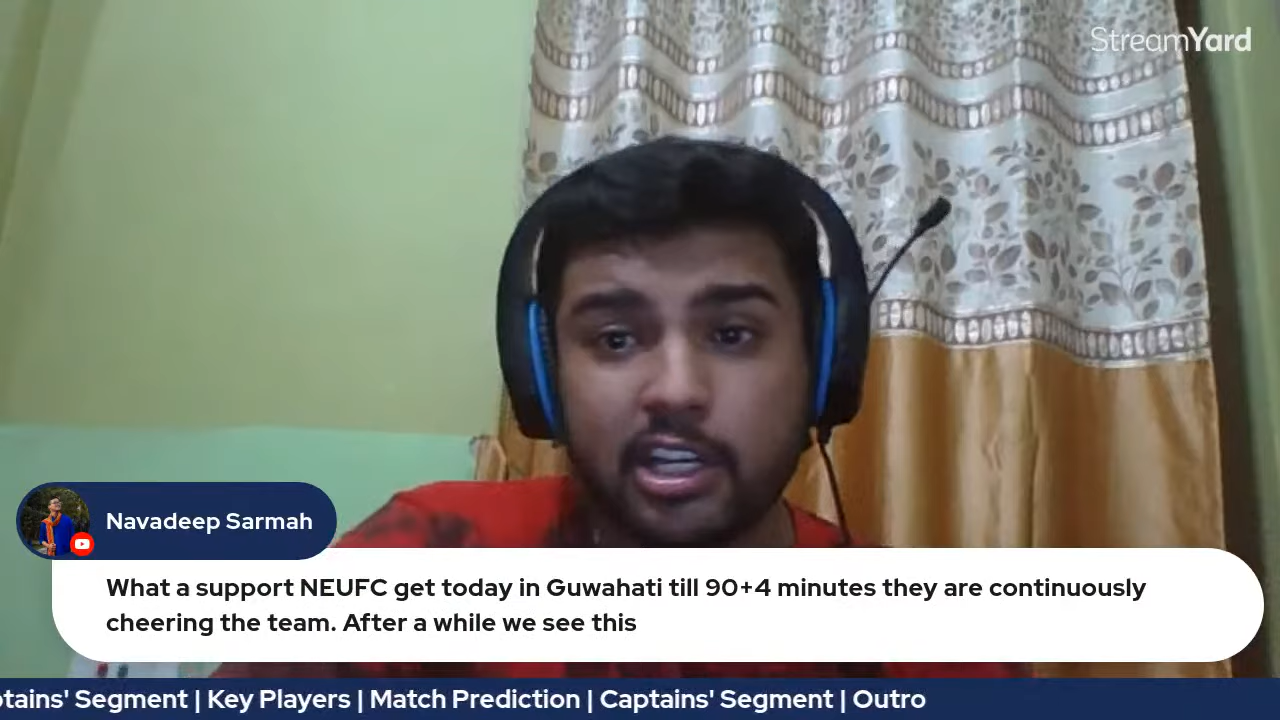 StreamYard
Navadeep Sarmah
What a support NEUFC get today in Guwahati till 90+4 minutes they are continuously
cheering the team. After a while we see this
ptains' Segment | Key Players | Match Prediction | Captains' Segment | Outro